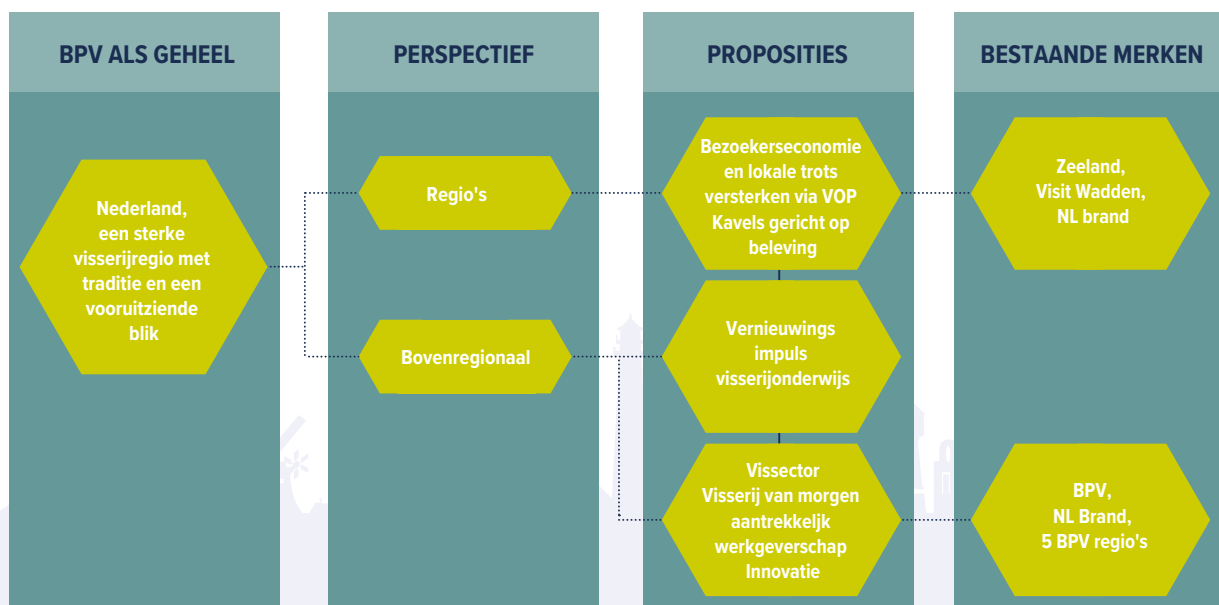 BPV ALS GEHEEL
Nederland,
een sterke
visserijregio met
traditie en een
vooruitziende
blik
PERSPECTIEF
Regio's
Bovenregionaal
PROPOSITIES
Bezoekerseconomie
en lokale trots
versterken via VOP
Kavels gericht op
beleving
Vernieuwings
impuls
visserijonderwijs
Vissector
Visserij van morgen
aantrekkeljk
werkgeverschap
Innovatie
BESTAANDE MERKEN
Zeeland,
Visit Wadden,
NL brand
BPV,
NL Brand,
5 BPV regio's